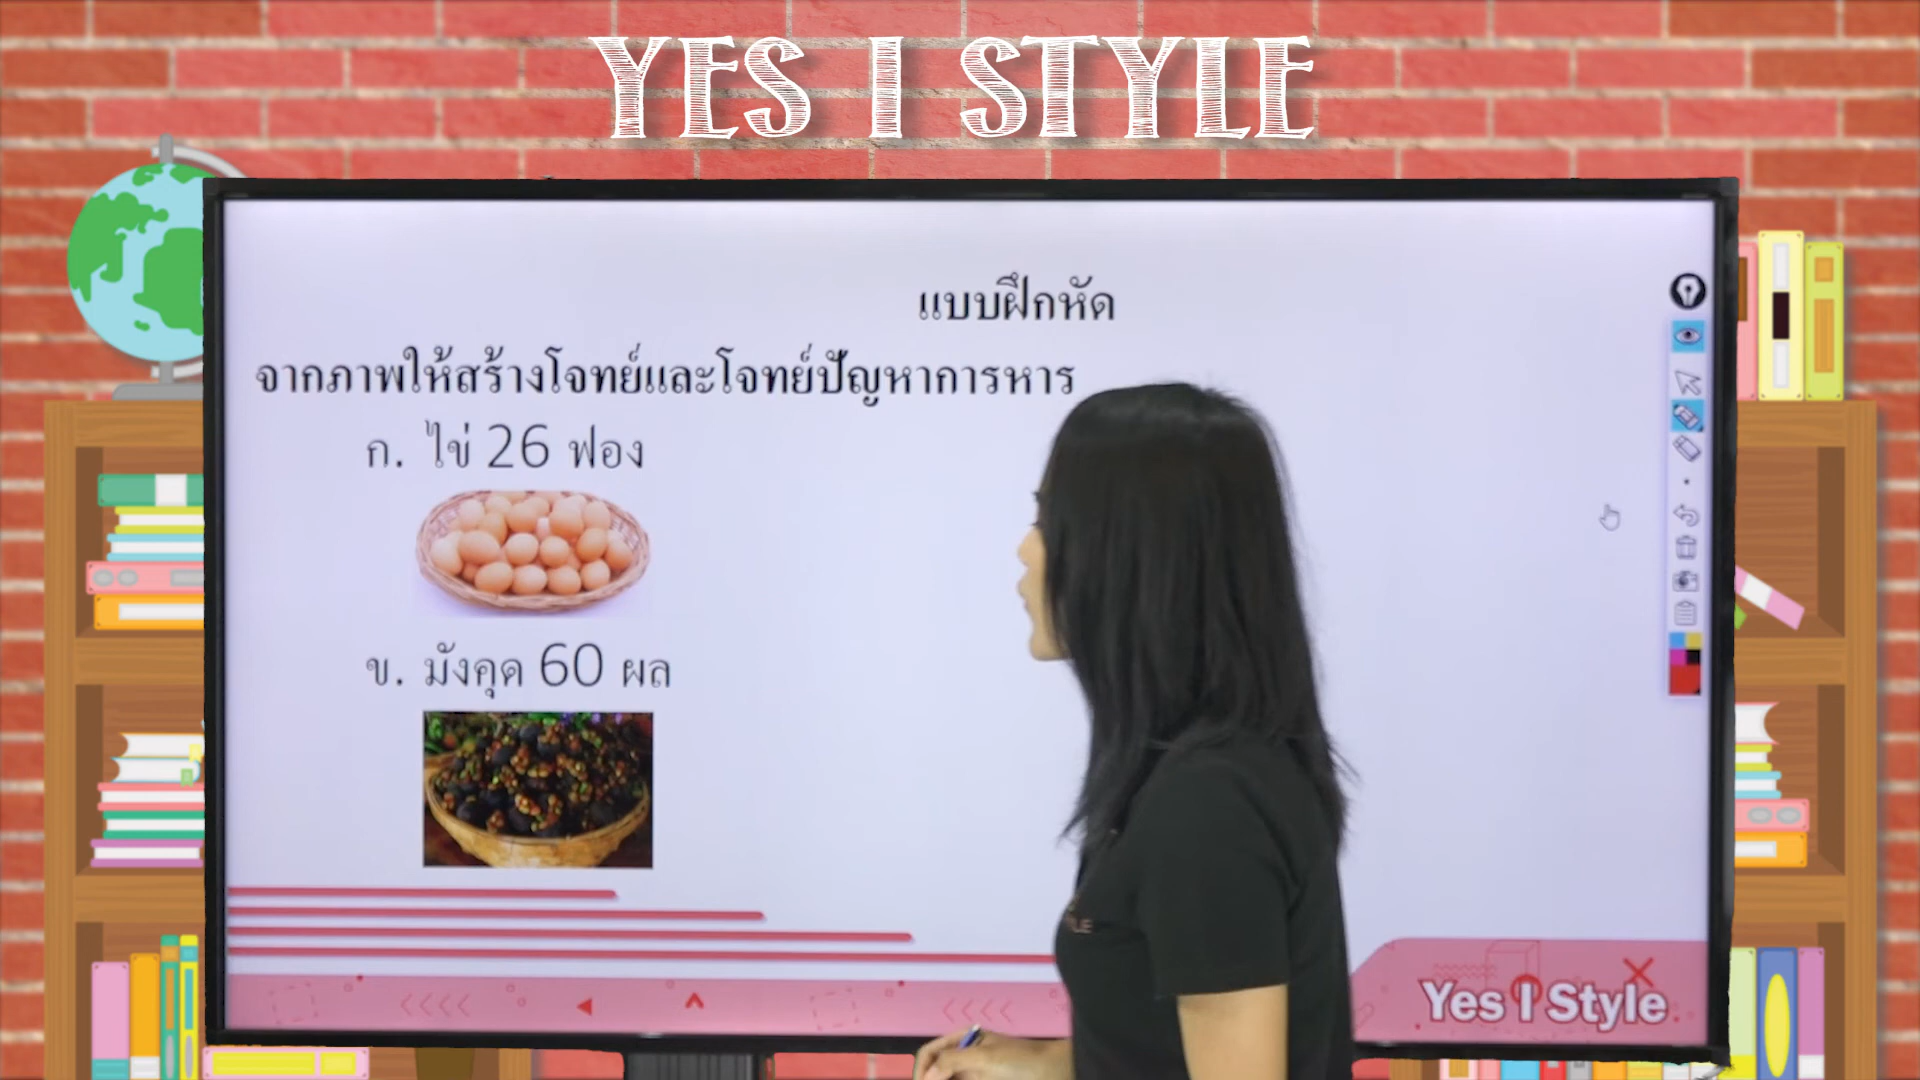 YES I STYLE
แบบฝึกหัด
จากภาพให้สร้างโจทย์และโจทย์ปัญหาการหาร
ก. ไข่ 26 ฟอง
ข. มังคุด 60 ผล
Yes I Style